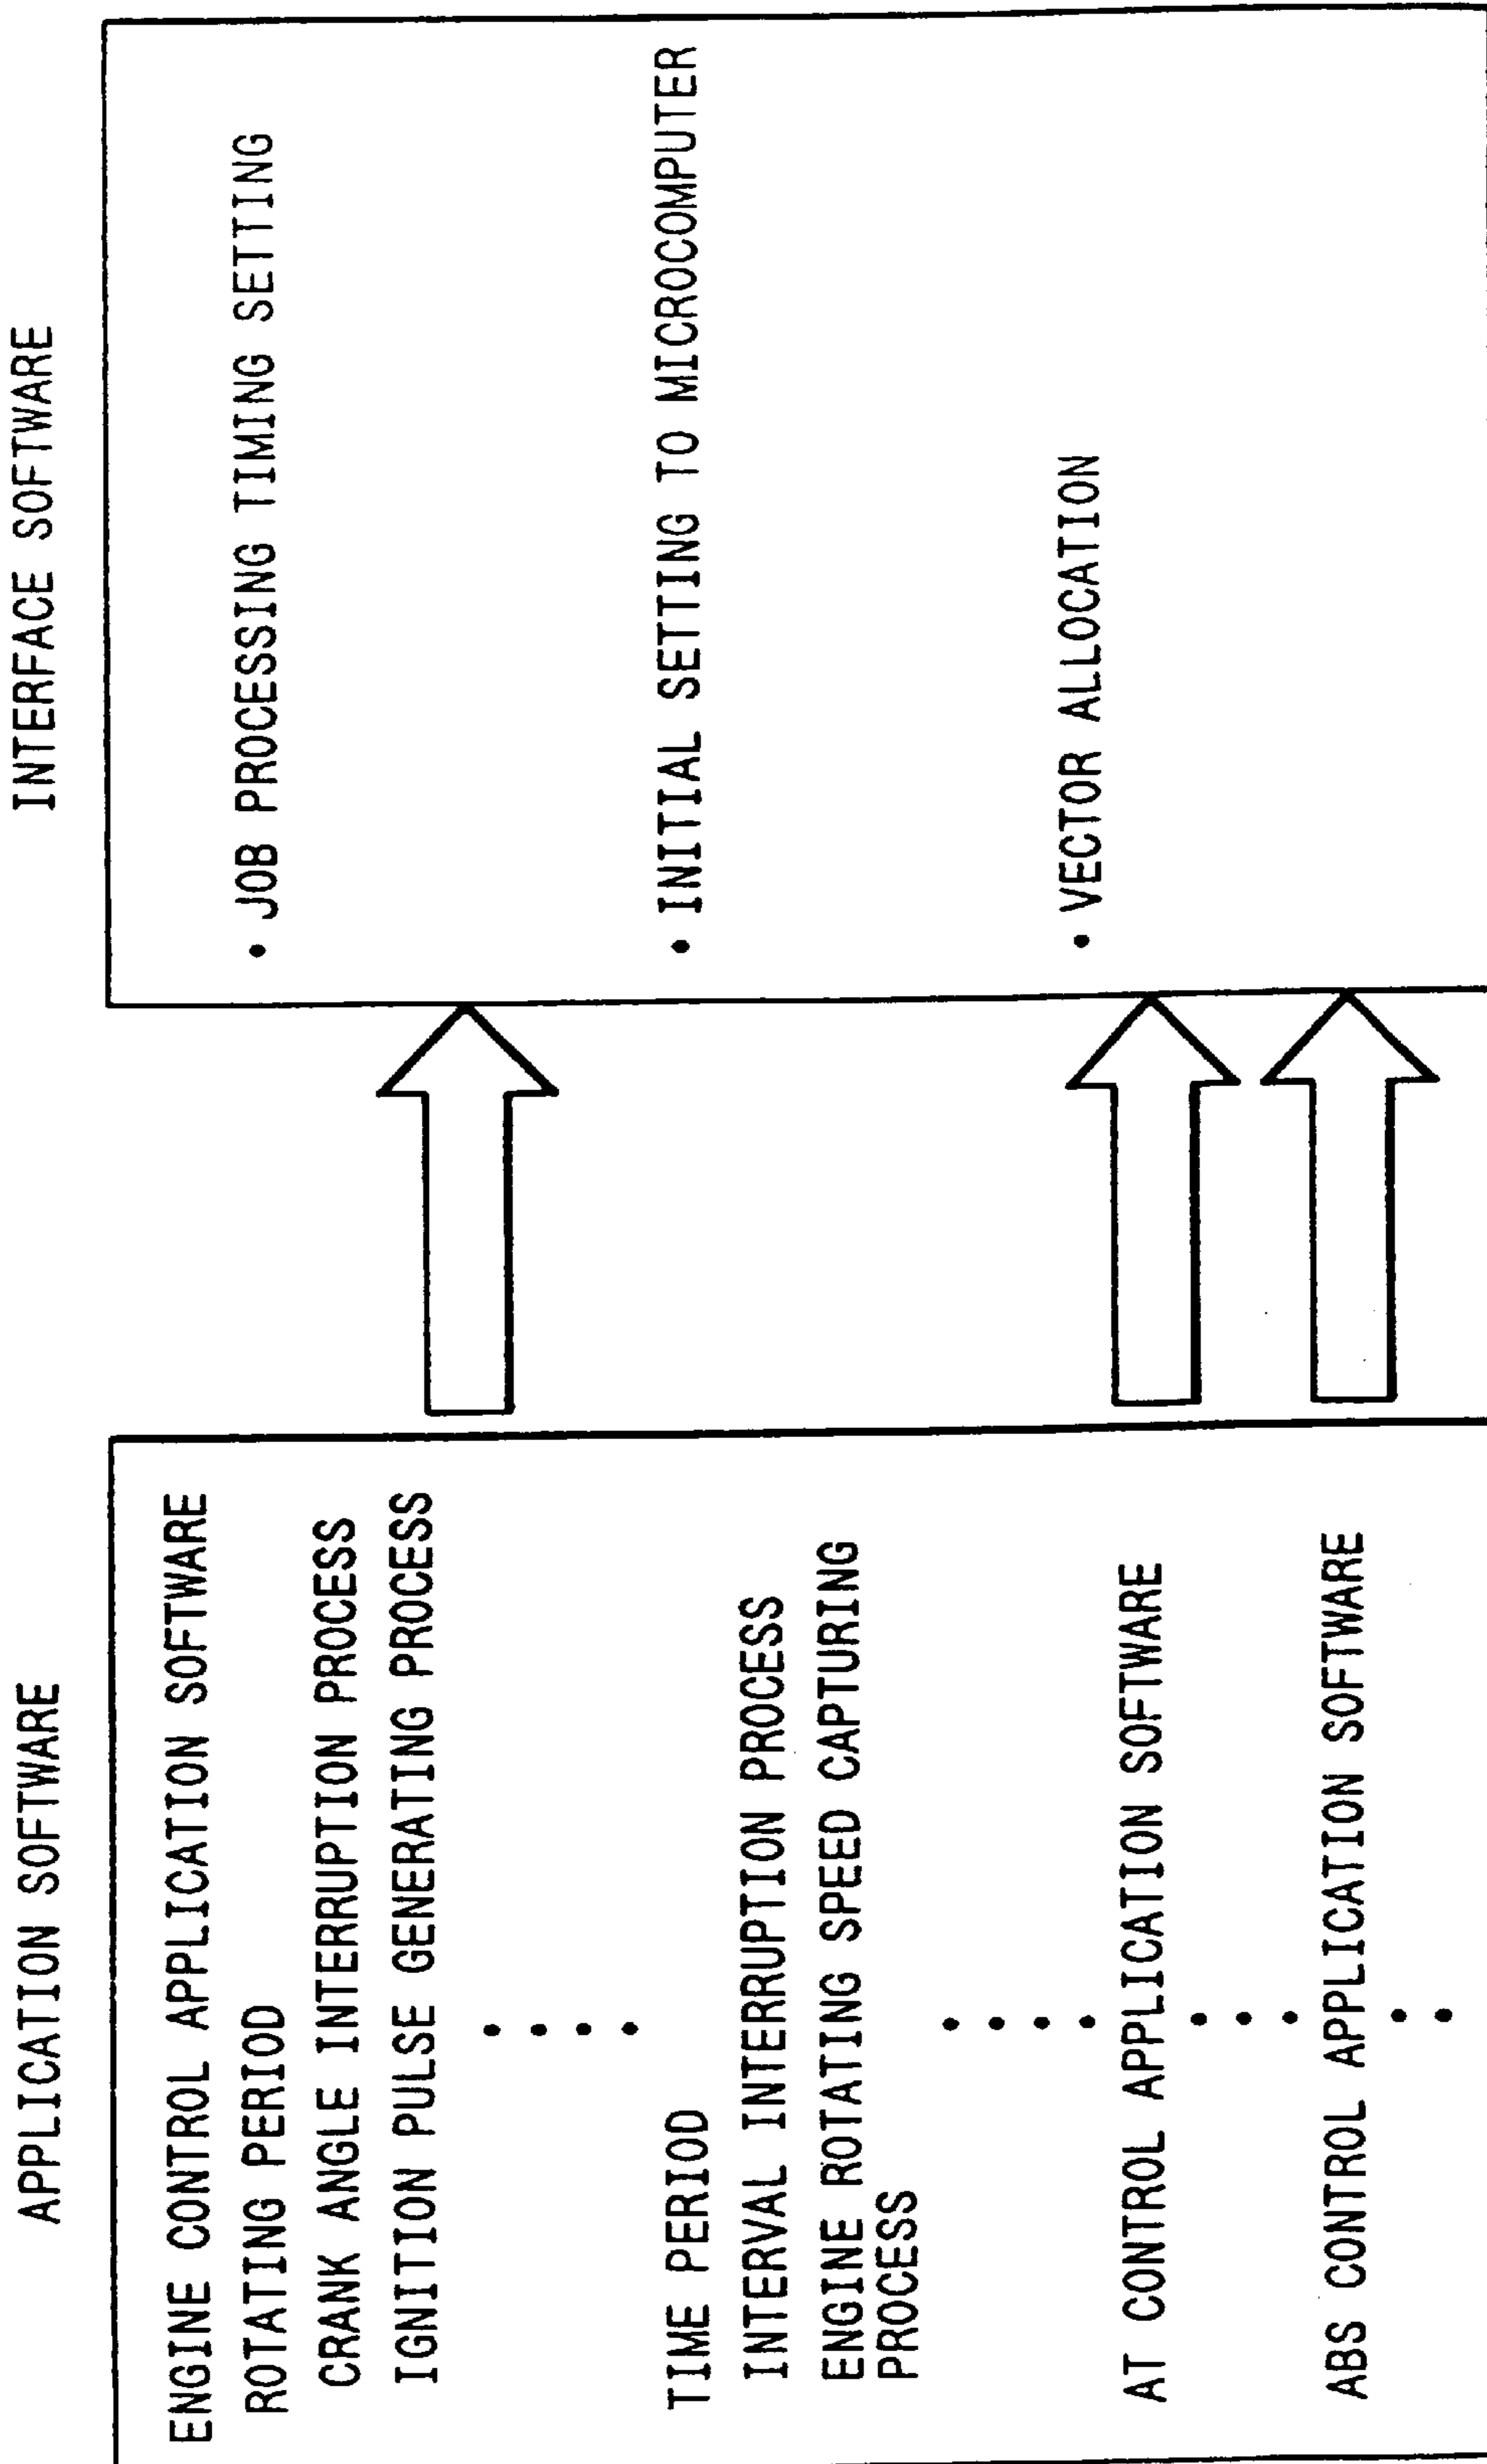 APPLICATION SOFTWARE
ENGINE CONTROL APPLICATION SOFTWARE
ROTATING PERIOD
CRANK ANGLE INTERRUPTION PROCESS
IGNITION PULSE GENERATING PROCESS
TIME PERIOD
INTERVAL INTERRUPTION PROCESS
ENGINE ROTATING SPEED CAPTURING
PROCESS
AT CONTROL APPLICATION SOFTWARE
ABS CONTROL APPLICATION SOFTWARE
INTERFACE SOFTWARE
• JOB PROCESSING TIMING SETTING
• INITIAL SETTING TO MICROCOMPUTER
• VECTOR ALLOCATION